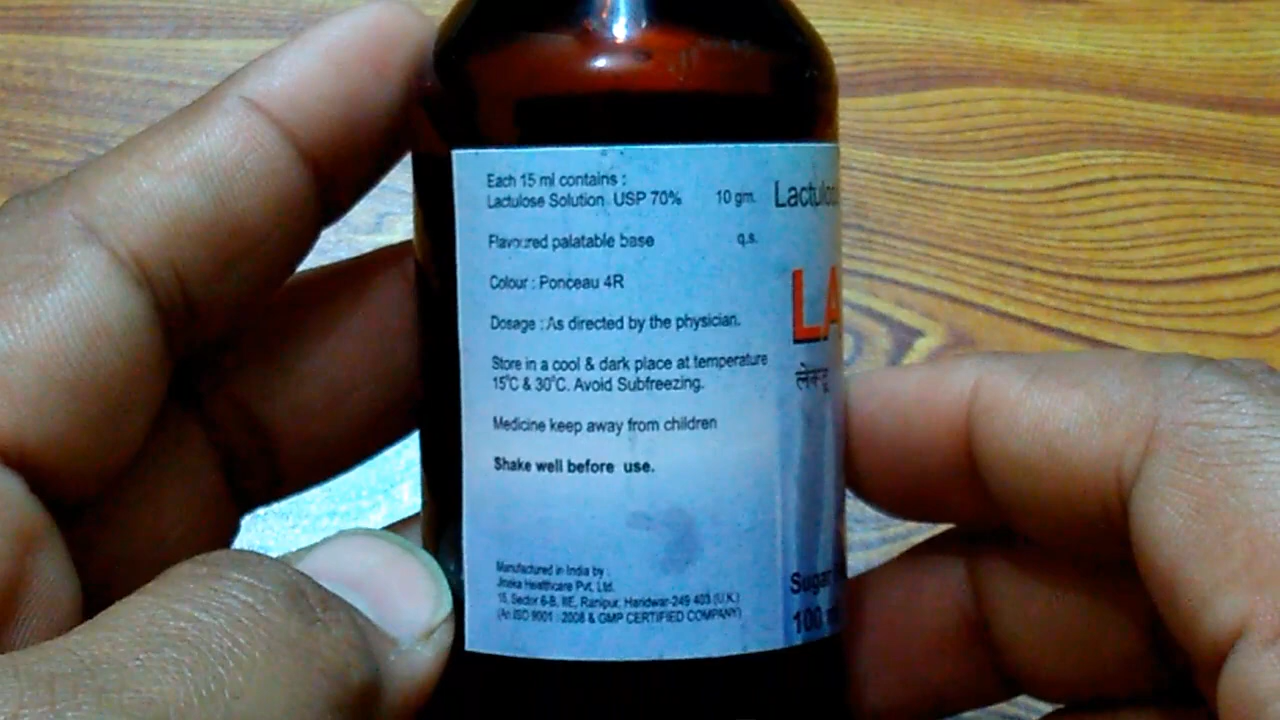 Each 15 ml contains :
Lactulose Solution USP 70% 10 gm.
Flavoured palatable base q.s.
Colour : Ponceau 4R
Dosage : As directed by the physician.
Store in a cool & dark place at temperature
15°C & 30°C. Avoid Subfreezing.
Medicine keep away from children
Shake well before use.
Manufactured in India by :
Healthcare Pvt. Ltd.
Sector 6-B, IIE, Ranipur, Haridwar-249 403 (U.K.)
(An ISO 9001 : 2008 & GMP CERTIFIED COMPANY)
Lactulo
LA
लेक्टू
Sugar
100 m